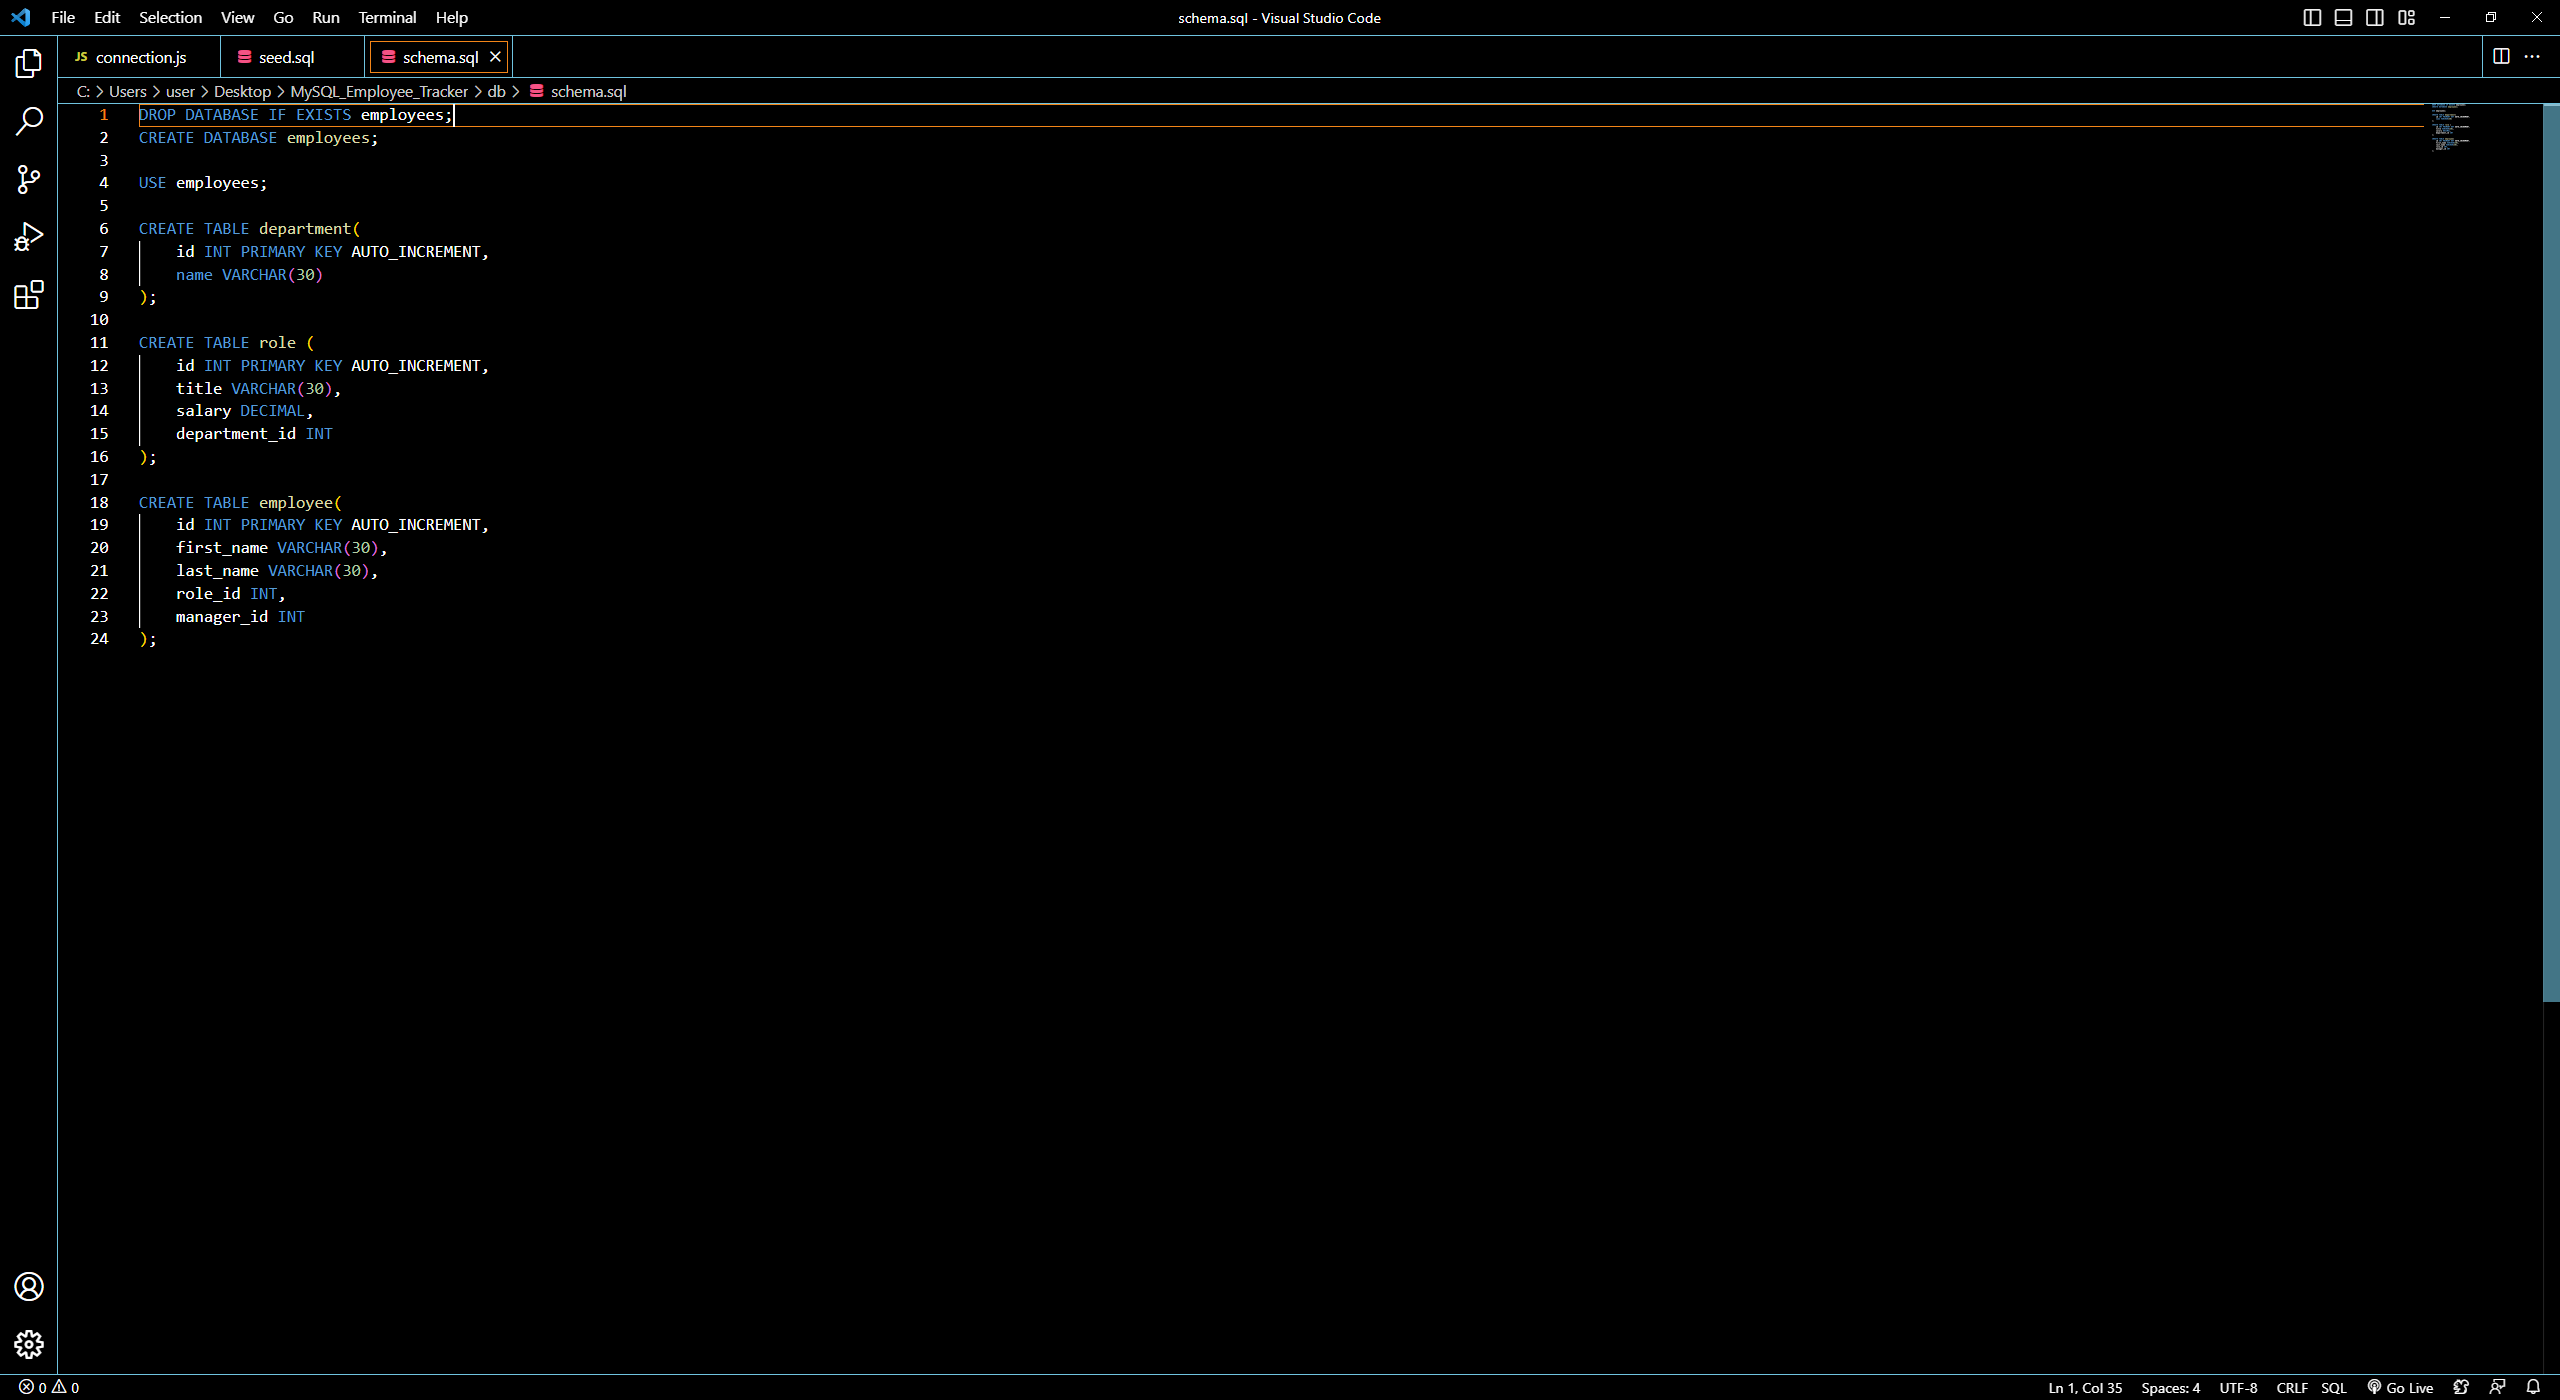 File Edit Selection View Go Run Terminal Help
schema.sql - Visual Studio Code
JS connection.js seed.sql schema.sql
C: > Users > user > Desktop > MySQL_Employee_Tracker > db > schema.sql
1 DROP DATABASE IF EXISTS employees;
2 CREATE DATABASE employees;
3
4 USE employees;
5
6 CREATE TABLE department(
7     id INT PRIMARY KEY AUTO_INCREMENT,
8     name VARCHAR(30)
9 );
10
11 CREATE TABLE role (
12     id INT PRIMARY KEY AUTO_INCREMENT,
13     title VARCHAR(30),
14     salary DECIMAL,
15     department_id INT
16 );
17
18 CREATE TABLE employee(
19     id INT PRIMARY KEY AUTO_INCREMENT,
20     first_name VARCHAR(30),
21     last_name VARCHAR(30),
22     role_id INT,
23     manager_id INT
24 );
0 0 Ln 1, Col 35 Spaces: 4 UTF-8 CRLF SQL Go Live